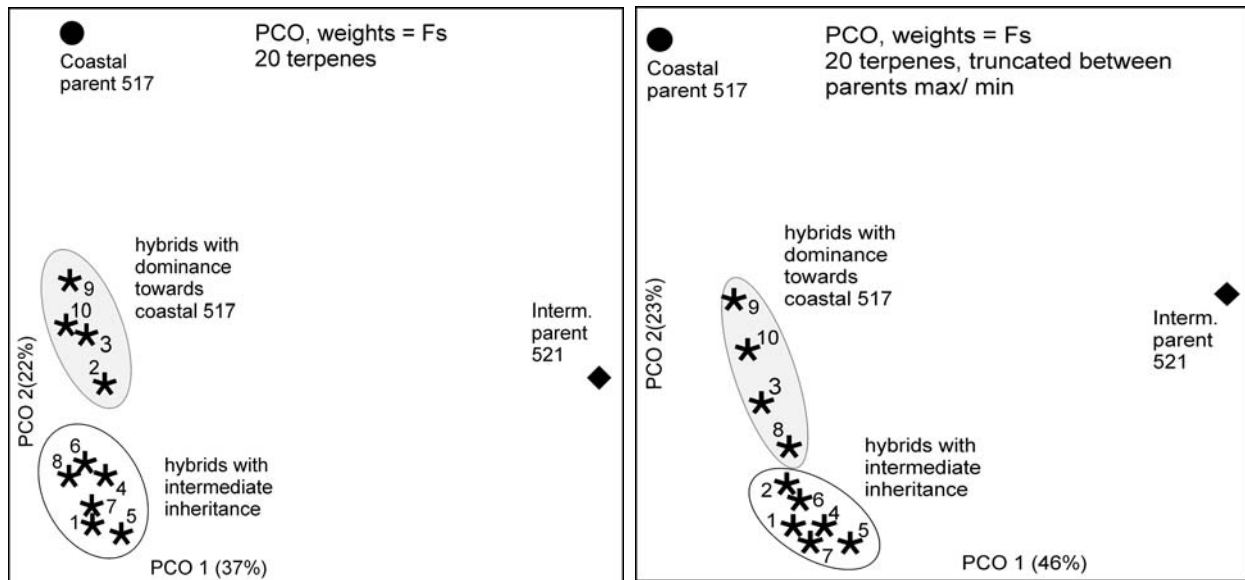 PCO, weights = Fs
20 terpenes
Coastal
parent 517
hybrids with
dominance
towards
coastal 517
9
10
3
2
Interm.
parent
521
PCO 2(22%)
6
8
4
7
1
5
hybrids with
intermediate
inheritance
PCO 1 (37%)
PCO, weights = Fs
20 terpenes, truncated between
parents max/ min
Coastal
parent 517
hybrids with
dominance
towards
coastal 517
9
10
3
8
Interm.
parent
521
PCO 2(23%)
hybrids with
intermediate
inheritance
2
6
1
4
5
7
PCO 1 (46%)